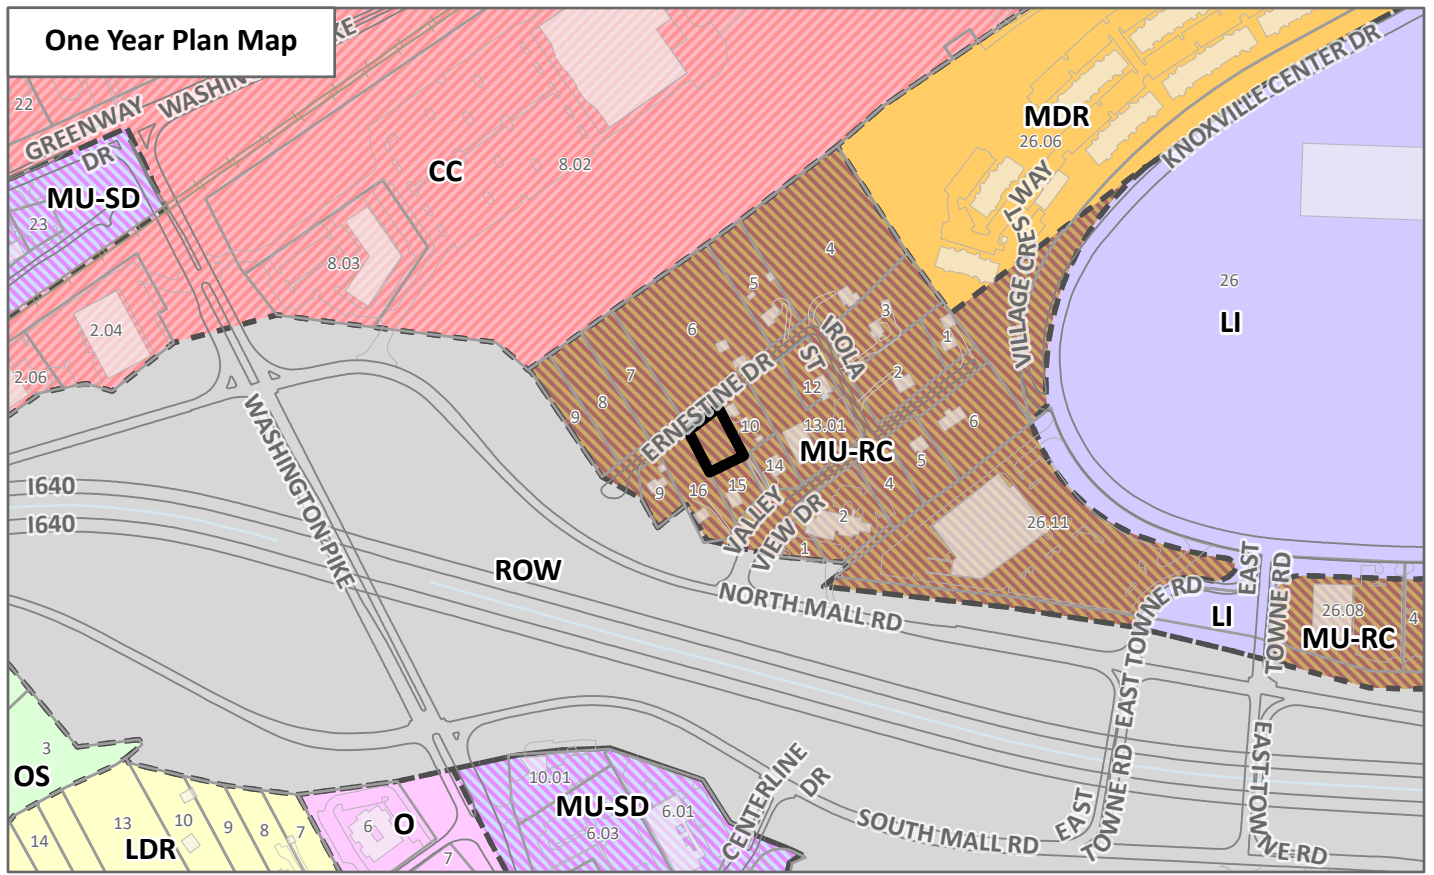 One Year Plan Map
WASHINGTON PIKE
GREENWAY
DR
22
MU-SD
23
CC
8.02
8.03
2.04
2.06
MDR
26.06
KNOXVILLE CENTER DR
VILLAGE CREST WAY
26
LI
4
5
3
6
1
IROLA
ST
7
2
12
8
ERNESTINE DR
9
10
13.01
6
MU-RC
5
14
4
9
16
15
VALLEY
VIEW DR
2
1
26.11
WASHINGTON PIKE
I640
I640
ROW
NORTH MALL RD
EAST
TOWNE RD
EAST TOWNE RD
LI
26.08
4
MU-RC
3
OS
14
13
10
9
8
7
LDR
6
O
7
10.01
MU-SD
6.01
6.03
CENTERLINE
DR
SOUTH MALL RD
EAST
TOWNE RD
EAST TOWNE RD